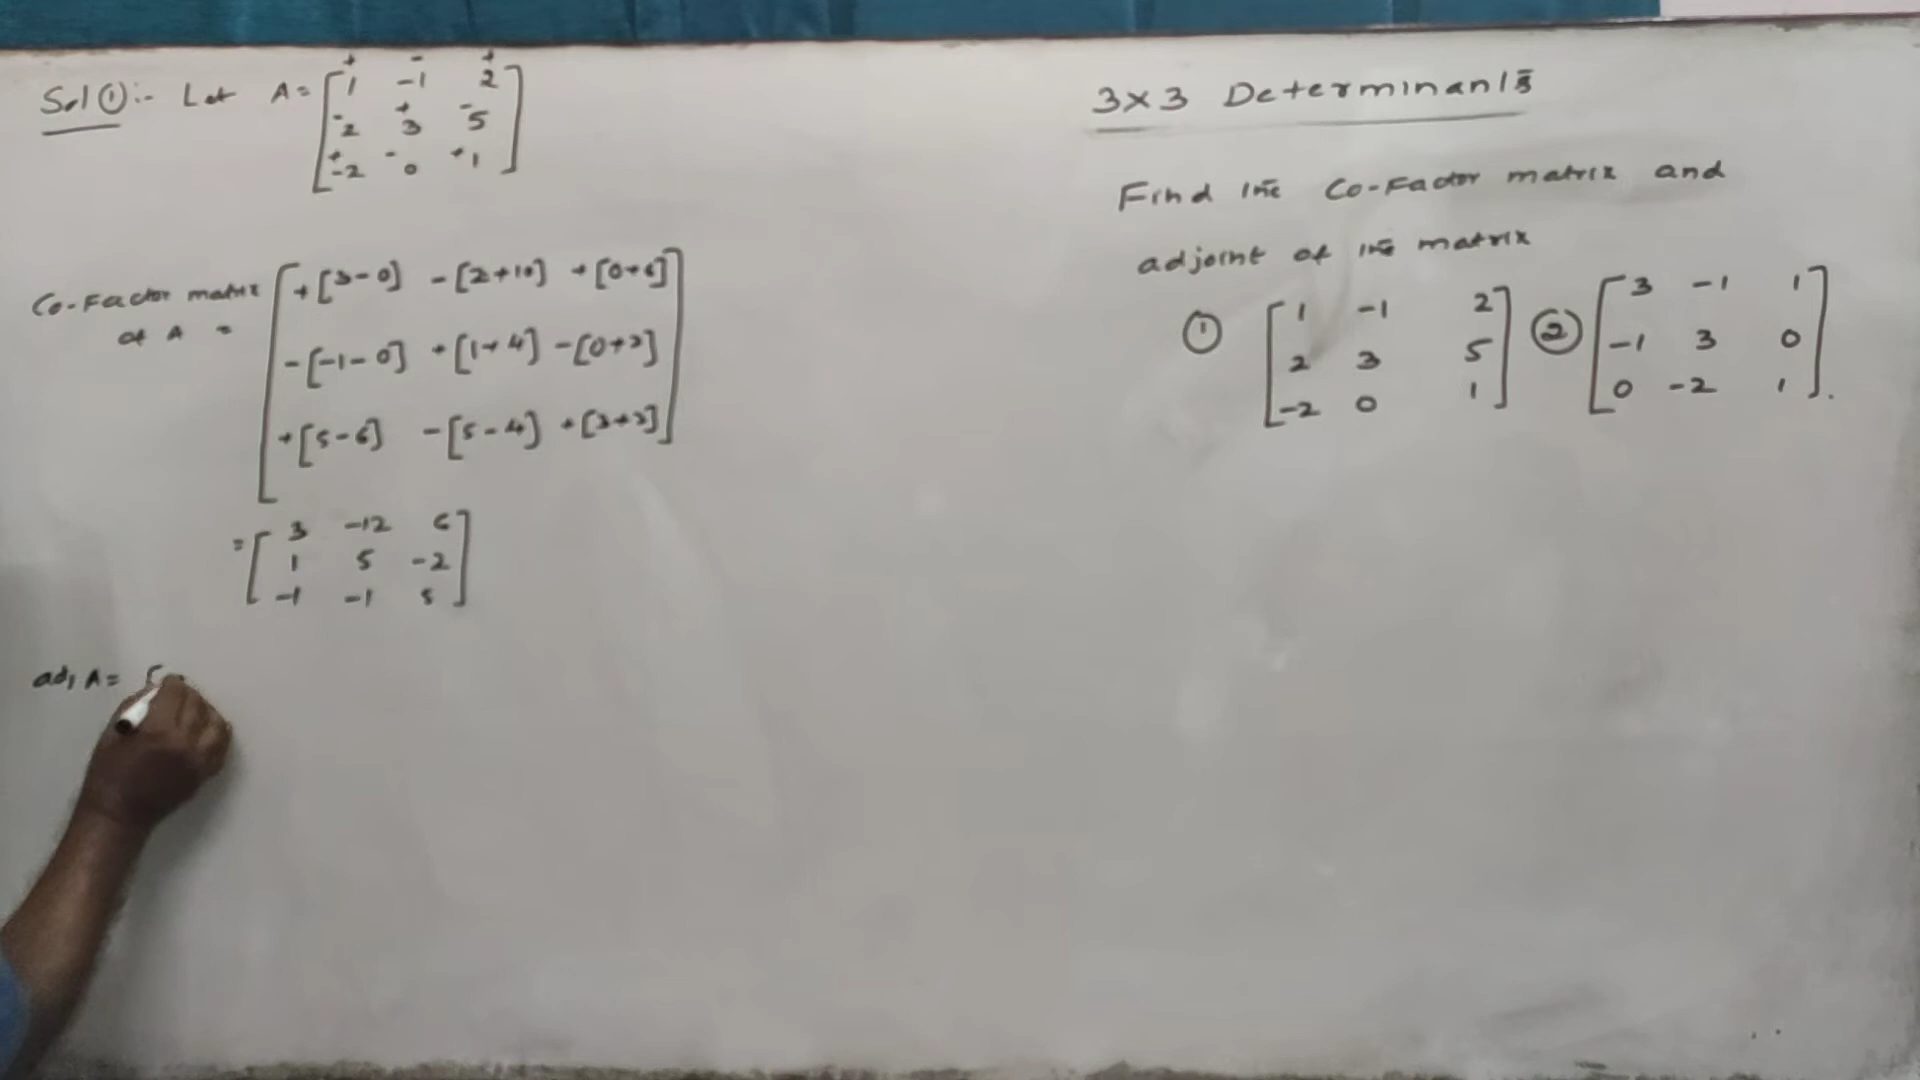 Sol ① :- Let A = [ 1 -1 2
2 3 5
-2 0 1 ]
Co-Factor matrix of A = [ +[3-0] -[2+10] +[0+6]
-[-1-0] +[1+4] -[0+2]
+[5-6] -[5-4] +[3+2] ]
= [ 3 -12 6
1 5 -2
-1 -1 5 ]
adj A = [
3×3 Determinants
Find the Co-Factor matrix and
adjoint of the matrix
① [ 1 -1 2 ② [ 3 -1 1
2 3 5 -1 3 0
-2 0 1 ] 0 -2 1 ].